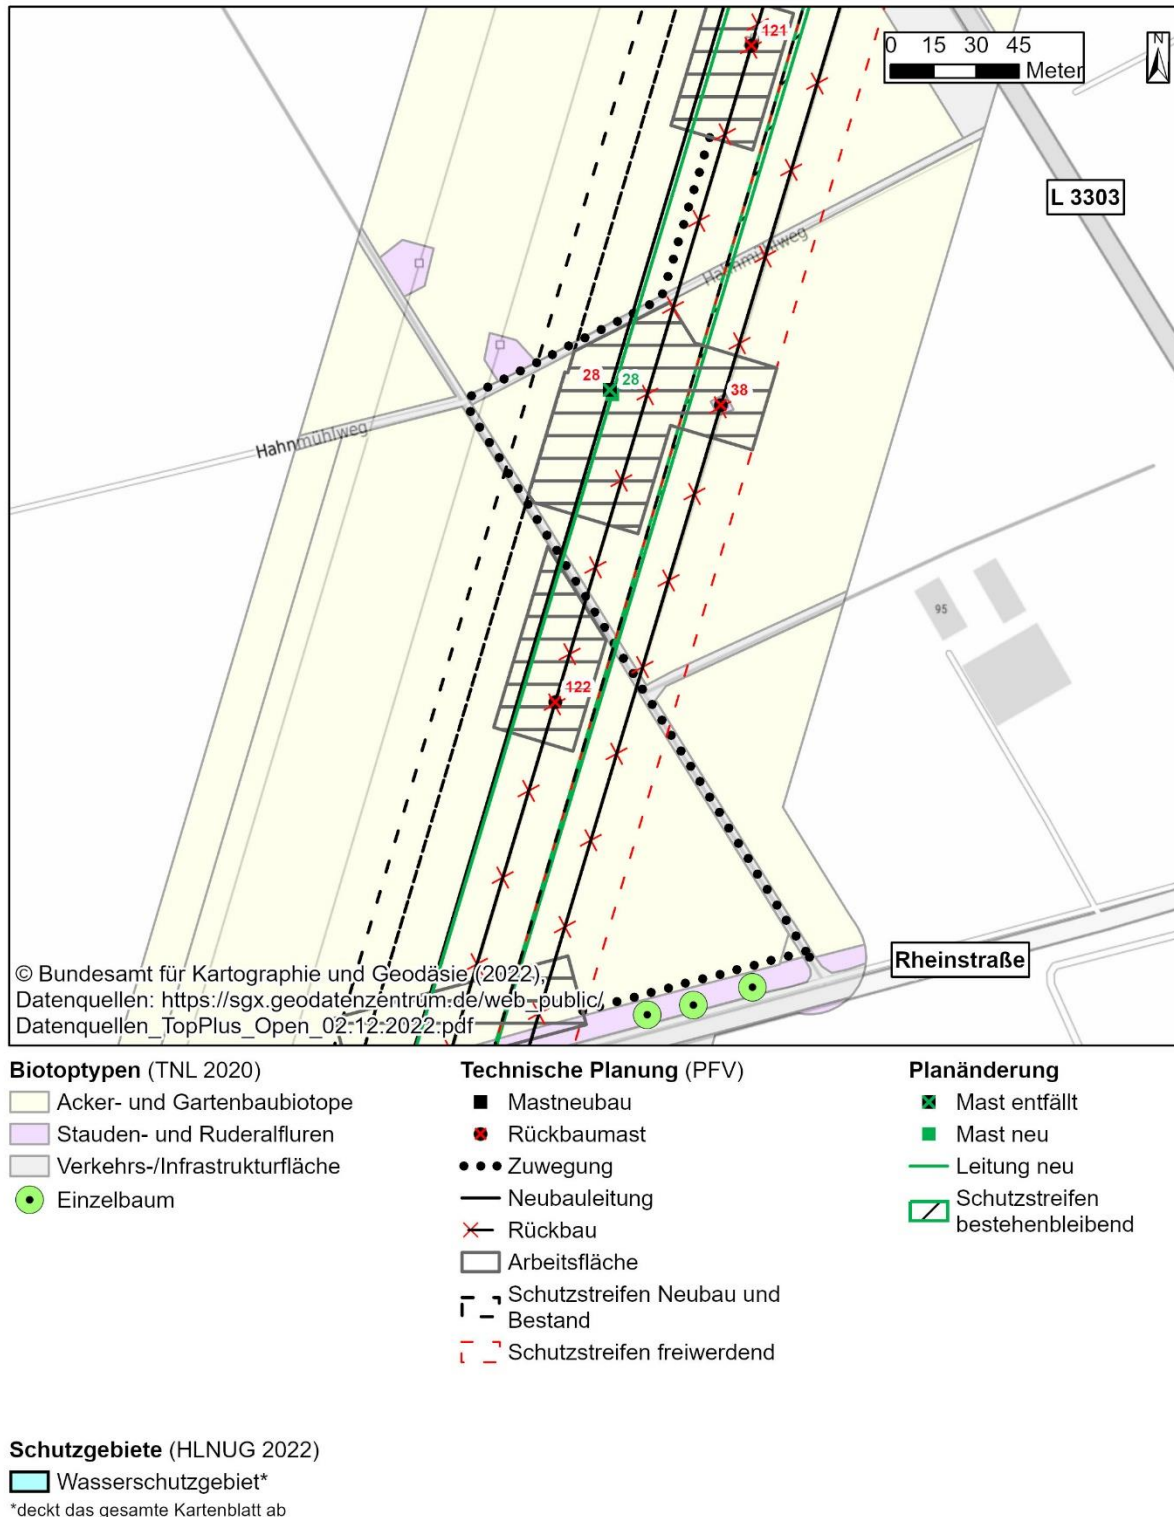 121
0 15 30 45
Meter
N
L 3303
Hahnmühlweg
28
28
38
Hahnmühlweg
95
122
Rheinstraße
© Bundesamt für Kartographie und Geodäsie (2022),
Datenquellen: https://sgx.geodatenzentrum.de/web_public/
Datenquellen_TopPlus_Open_02.12.2022.pdf
Biotoptypen (TNL 2020)
Acker- und Gartenbaubiotope
Stauden- und Ruderalfluren
Verkehrs-/Infrastrukturfläche
Einzelbaum
Technische Planung (PFV)
Mastneubau
Rückbaumast
Zuwegung
Neubauleitung
Rückbau
Arbeitsfläche
Schutzstreifen Neubau und
Bestand
Schutzstreifen freiwerdend
Planänderung
Mast entfällt
Mast neu
Leitung neu
Schutzstreifen
bestehenbleibend
Schutzgebiete (HLNUG 2022)
Wasserschutzgebiet*
*deckt das gesamte Kartenblatt ab